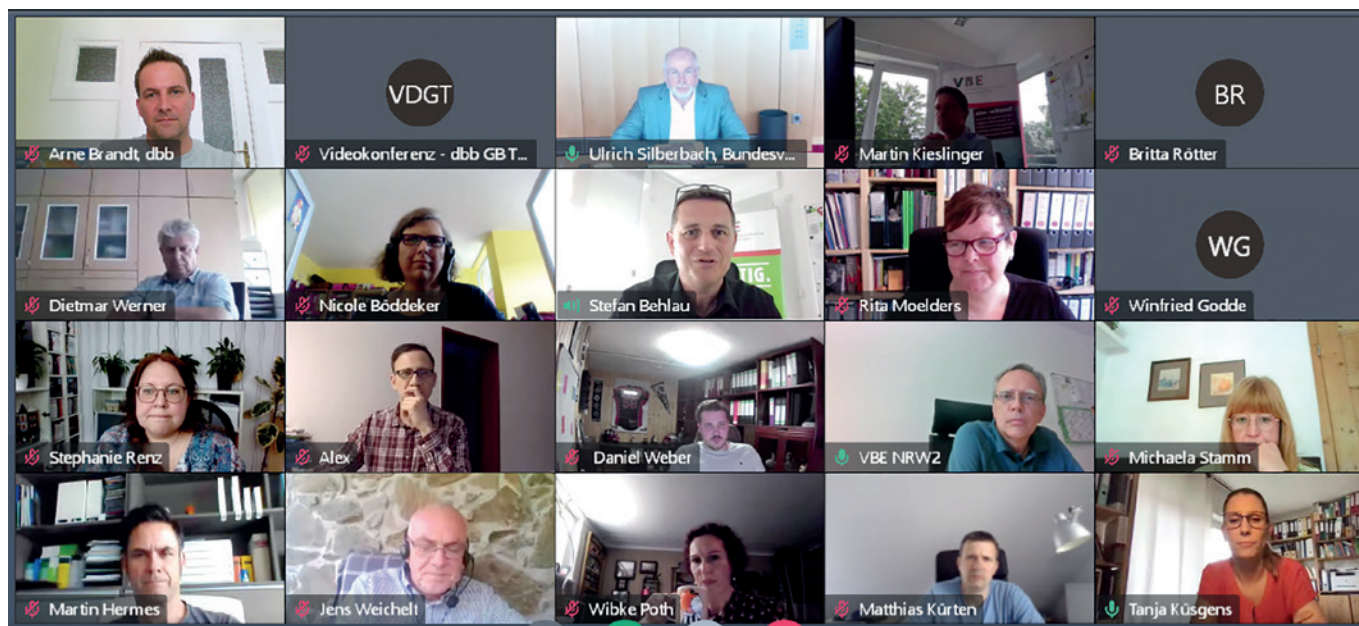 VDGT
BR
VBE
Arne Brandt, dbb
Videokonferenz - dbb GB T...
Ulrich Silberbach, Bundesv...
Martin Kieslinger
Britta Rötter
WG
TIG.
Dietmar Werner
Nicole Böddeker
Stefan Behlau
Rita Moelders
Winfried Godde
Stephanie Renz
Alex
Daniel Weber
VBE NRW2
Michaela Stamm
Martin Hermes
Jens Weichelt
Wibke Poth
Matthias Kürten
Tanja Küsgens